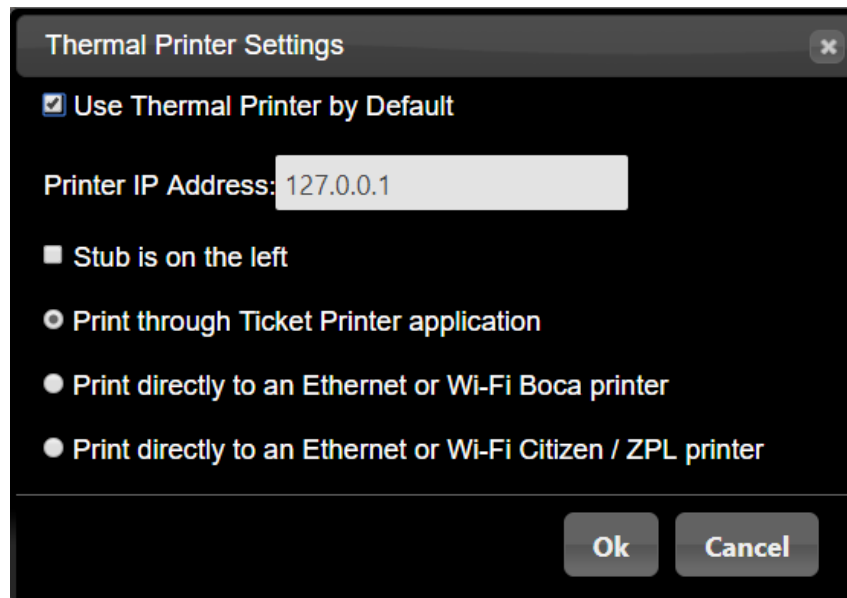 Thermal Printer Settings
Use Thermal Printer by Default
Printer IP Address: 127.0.0.1
Stub is on the left
Print through Ticket Printer application
Print directly to an Ethernet or Wi-Fi Boca printer
Print directly to an Ethernet or Wi-Fi Citizen / ZPL printer
Ok Cancel